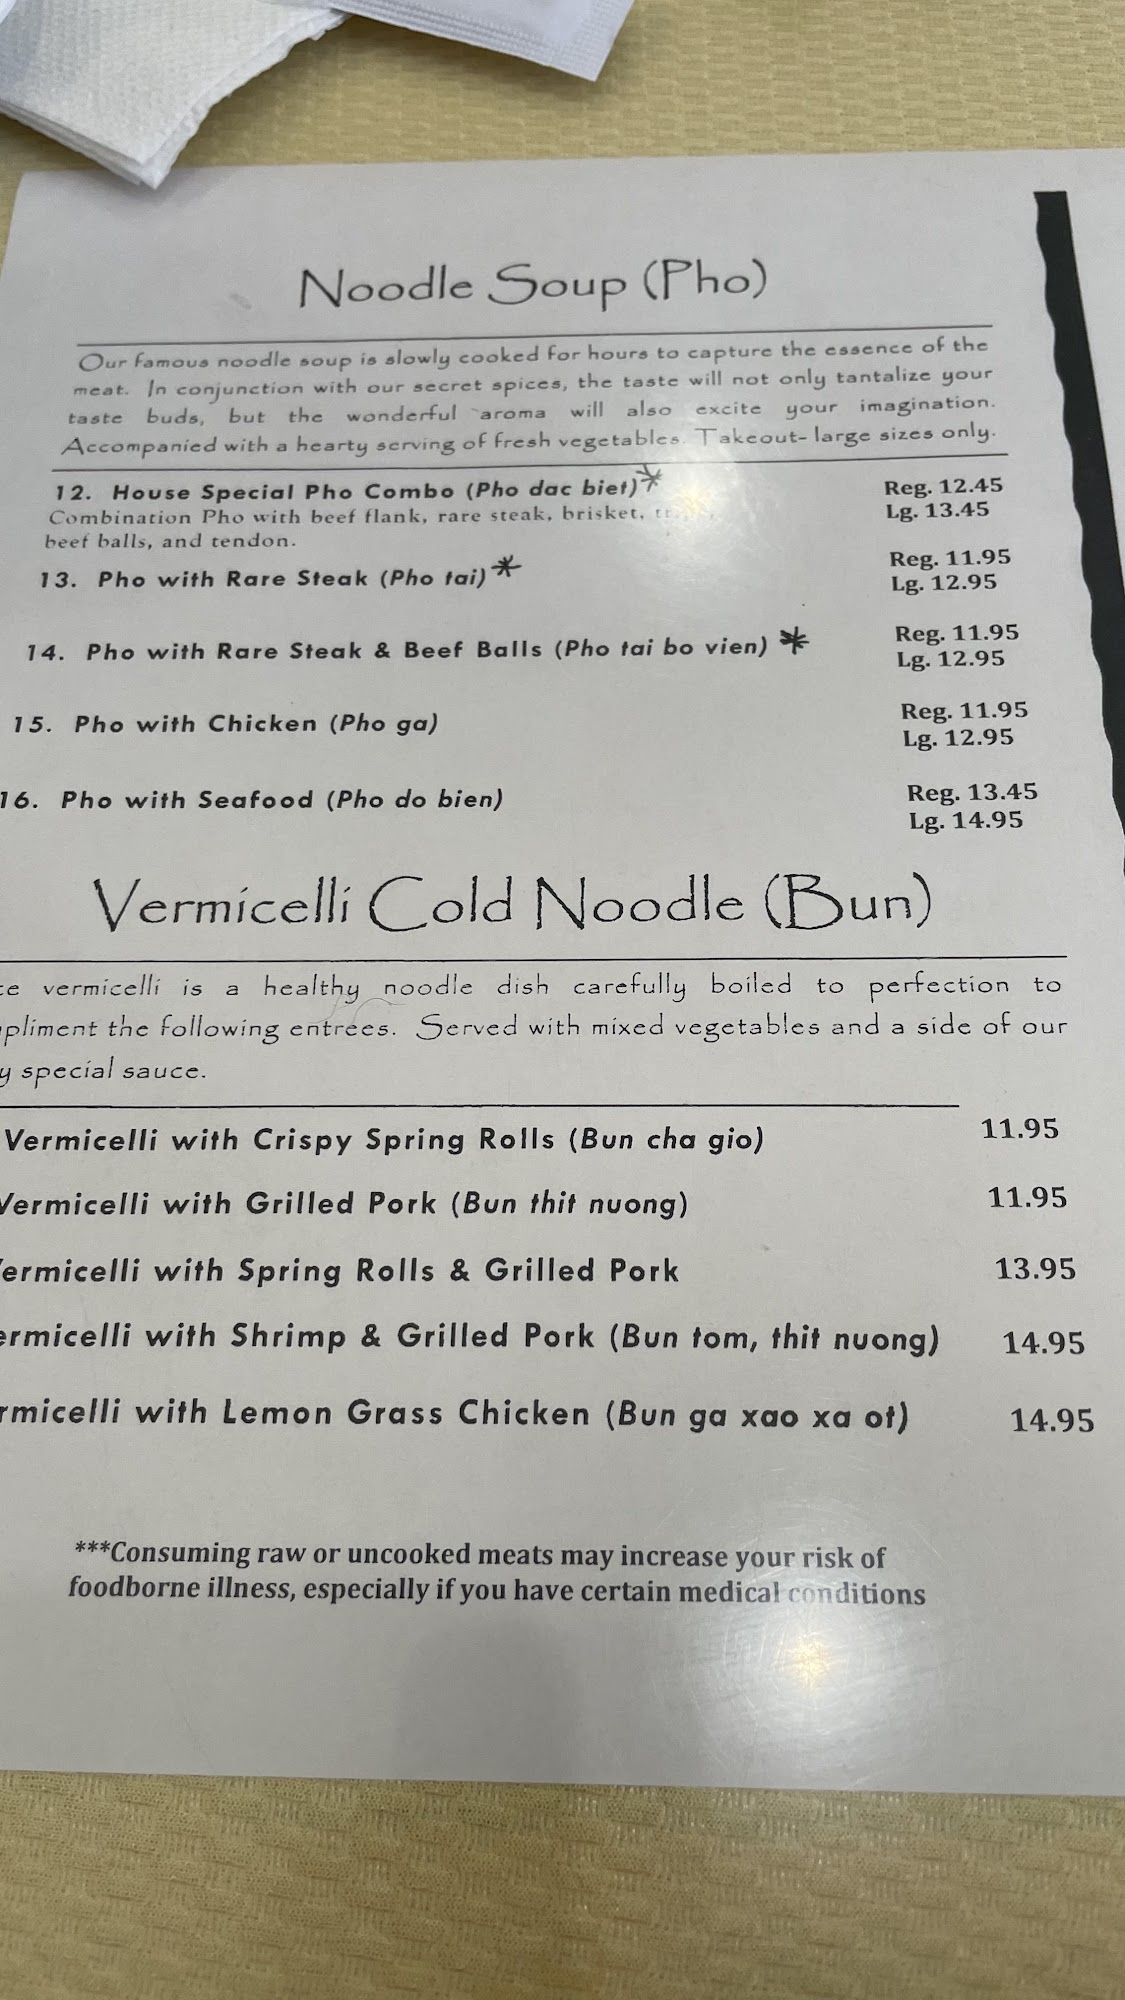 Noodle Soup (Pho)
Our famous noodle soup is slowly cooked for hours to capture the essence of the
meat. In conjunction with our secret spices, the taste will not only tantalize your
taste buds, but the wonderful aroma will also excite your imagination.
Accompanied with a hearty serving of fresh vegetables. Takeout- large sizes only.
12. House Special Pho Combo (Pho dac biet)* Reg. 12.45
Combination Pho with beef flank, rare steak, brisket, Lg. 13.45
beef balls, and tendon.
13. Pho with Rare Steak (Pho tai)* Reg. 11.95
Lg. 12.95
14. Pho with Rare Steak & Beef Balls (Pho tai bo vien) * Reg. 11.95
Lg. 12.95
15. Pho with Chicken (Pho ga) Reg. 11.95
Lg. 12.95
16. Pho with Seafood (Pho do bien) Reg. 13.45
Lg. 14.95
Vermicelli Cold Noodle (Bun)
vermicelli is a healthy noodle dish carefully boiled to perfection to
the following entrees. Served with mixed vegetables and a side of our
special sauce.
Vermicelli with Crispy Spring Rolls (Bun cha gio) 11.95
Vermicelli with Grilled Pork (Bun thit nuong) 11.95
ermicelli with Spring Rolls & Grilled Pork 13.95
ermicelli with Shrimp & Grilled Pork (Bun tom, thit nuong) 14.95
rmicelli with Lemon Grass Chicken (Bun ga xao xa ot) 14.95
***Consuming raw or uncooked meats may increase your risk of
foodborne illness, especially if you have certain medical conditions